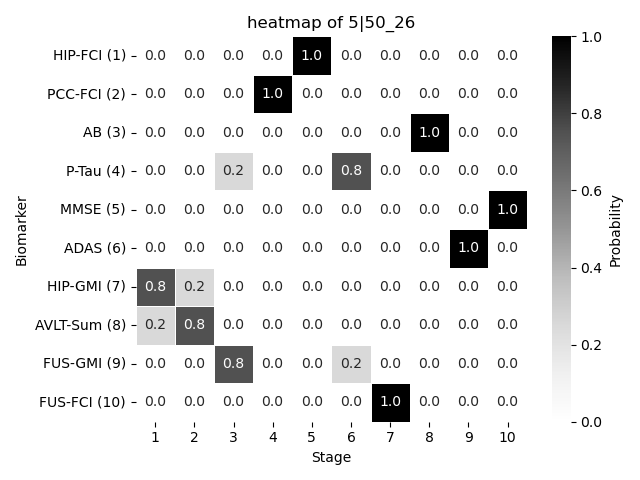 heatmap of 5|50_26
HIP-FCI (1) 0.0 0.0 0.0 0.0 1.0 0.0 0.0 0.0 0.0 0.0
PCC-FCI (2) 0.0 0.0 0.0 1.0 0.0 0.0 0.0 0.0 0.0 0.0
AB (3) 0.0 0.0 0.0 0.0 0.0 0.0 0.0 1.0 0.0 0.0
P-Tau (4) 0.0 0.0 0.2 0.0 0.0 0.8 0.0 0.0 0.0 0.0
MMSE (5) 0.0 0.0 0.0 0.0 0.0 0.0 0.0 0.0 0.0 1.0
ADAS (6) 0.0 0.0 0.0 0.0 0.0 0.0 0.0 0.0 1.0 0.0
HIP-GMI (7) 0.8 0.2 0.0 0.0 0.0 0.0 0.0 0.0 0.0 0.0
AVLT-Sum (8) 0.2 0.8 0.0 0.0 0.0 0.0 0.0 0.0 0.0 0.0
FUS-GMI (9) 0.0 0.0 0.8 0.0 0.0 0.2 0.0 0.0 0.0 0.0
FUS-FCI (10) 0.0 0.0 0.0 0.0 0.0 0.0 1.0 0.0 0.0 0.0
1 2 3 4 5 6 7 8 9 10
Stage
Biomarker
1.0
0.8
0.6
0.4
0.2
0.0
Probability